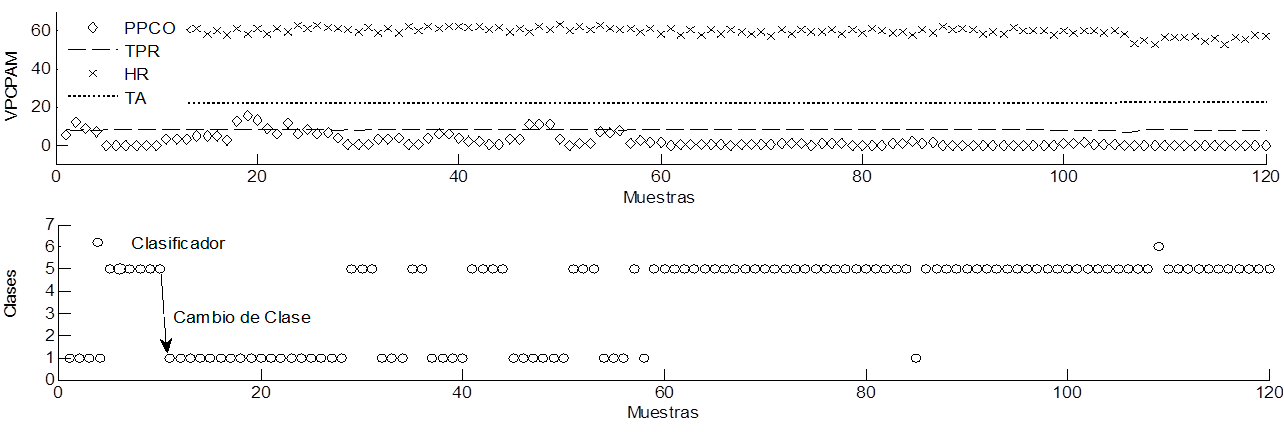 VPCPAM
60
40
20
0
PPCO
TPR
HR
TA
0 20 40 60 80 100 120
Muestras
Clases
7
6
5
4
3
2
1
0
Clasificador
Cambio de Clase
0 20 40 60 80 100 120
Muestras